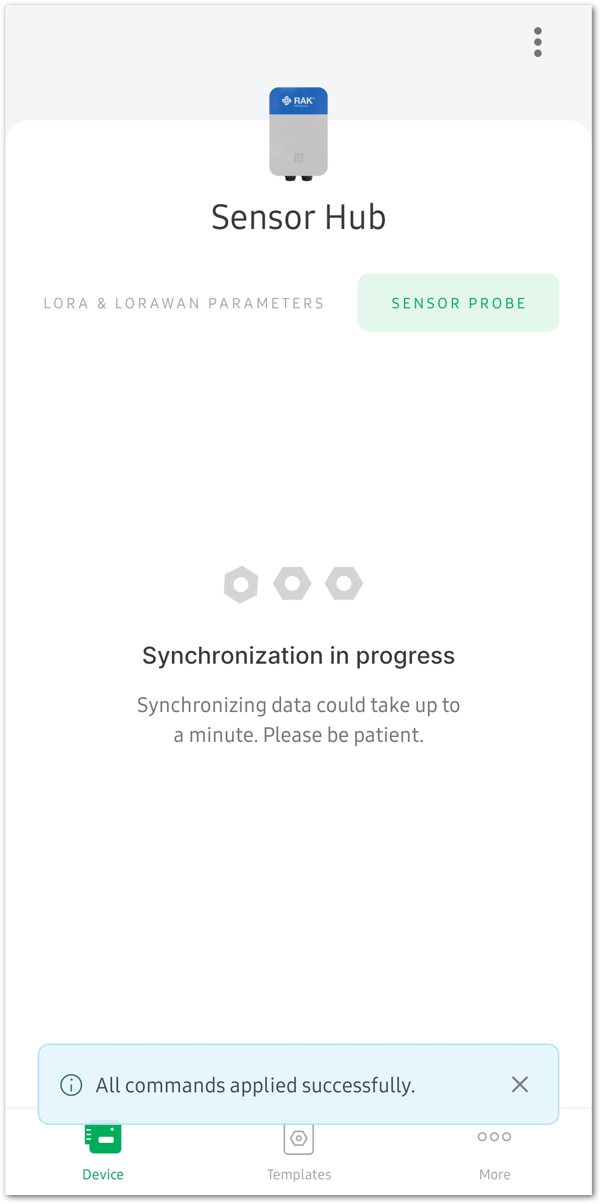 RAK
Sensor Hub
LORA & LORAWAN PARAMETERS
SENSOR PROBE
Synchronization in progress
Synchronizing data could take up to
a minute. Please be patient.
All commands applied successfully.
Device
Templates
More